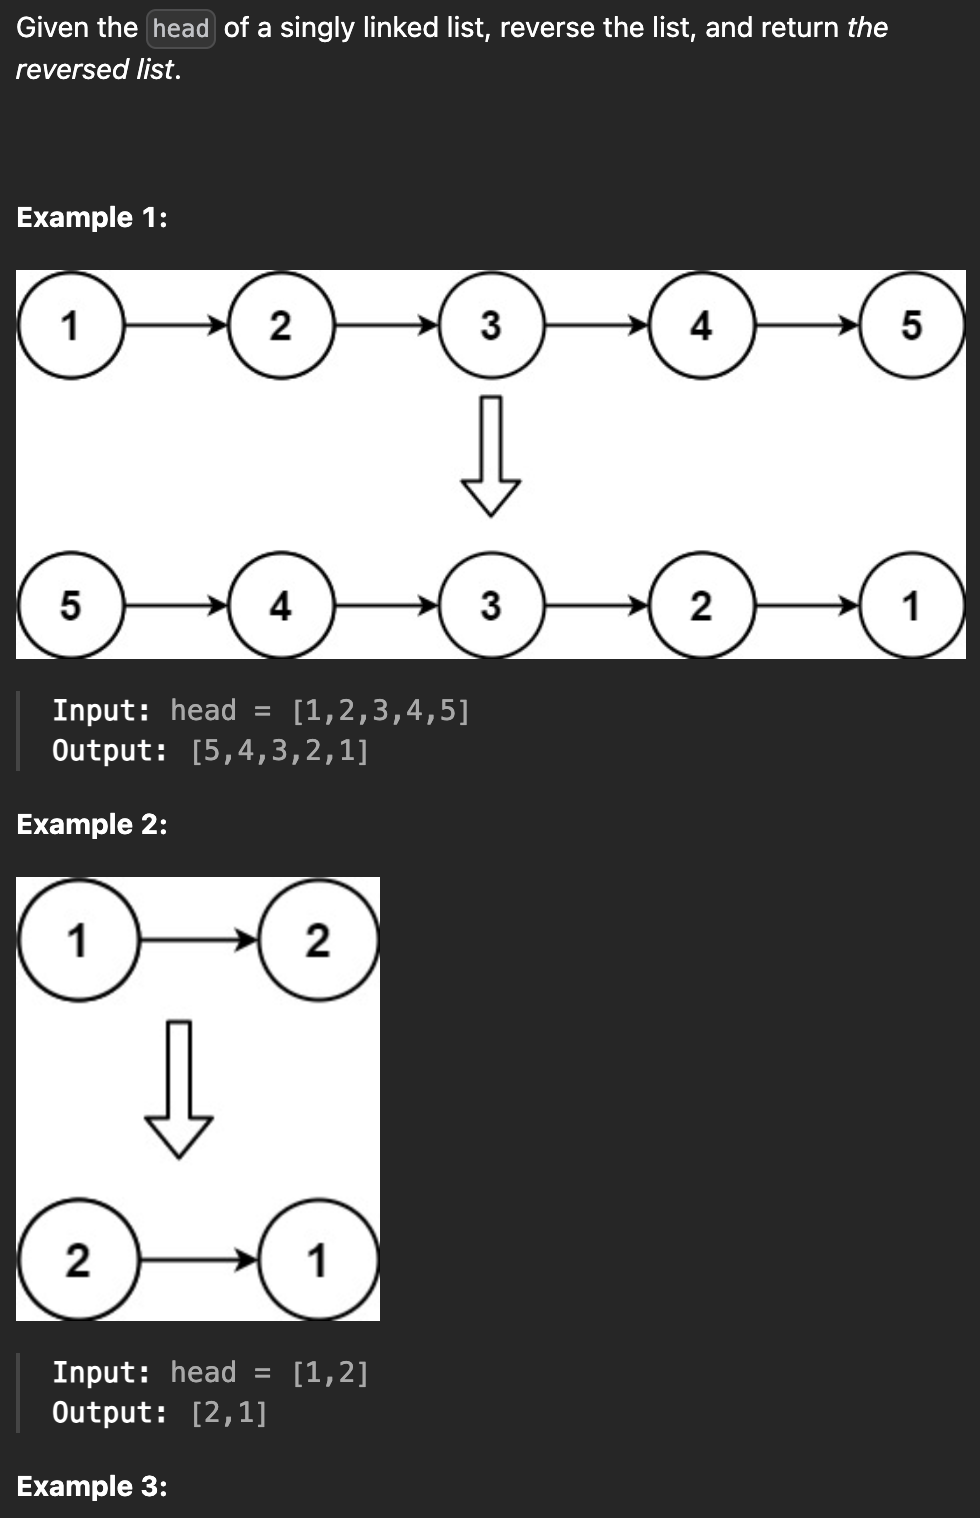 Given the head of a singly linked list, reverse the list, and return the
reversed list.
Example 1:
1 2 3 4 5
5 4 3 2 1
Input: head = [1,2,3,4,5]
Output: [5,4,3,2,1]
Example 2:
1 2
2 1
Input: head = [1,2]
Output: [2,1]
Example 3: